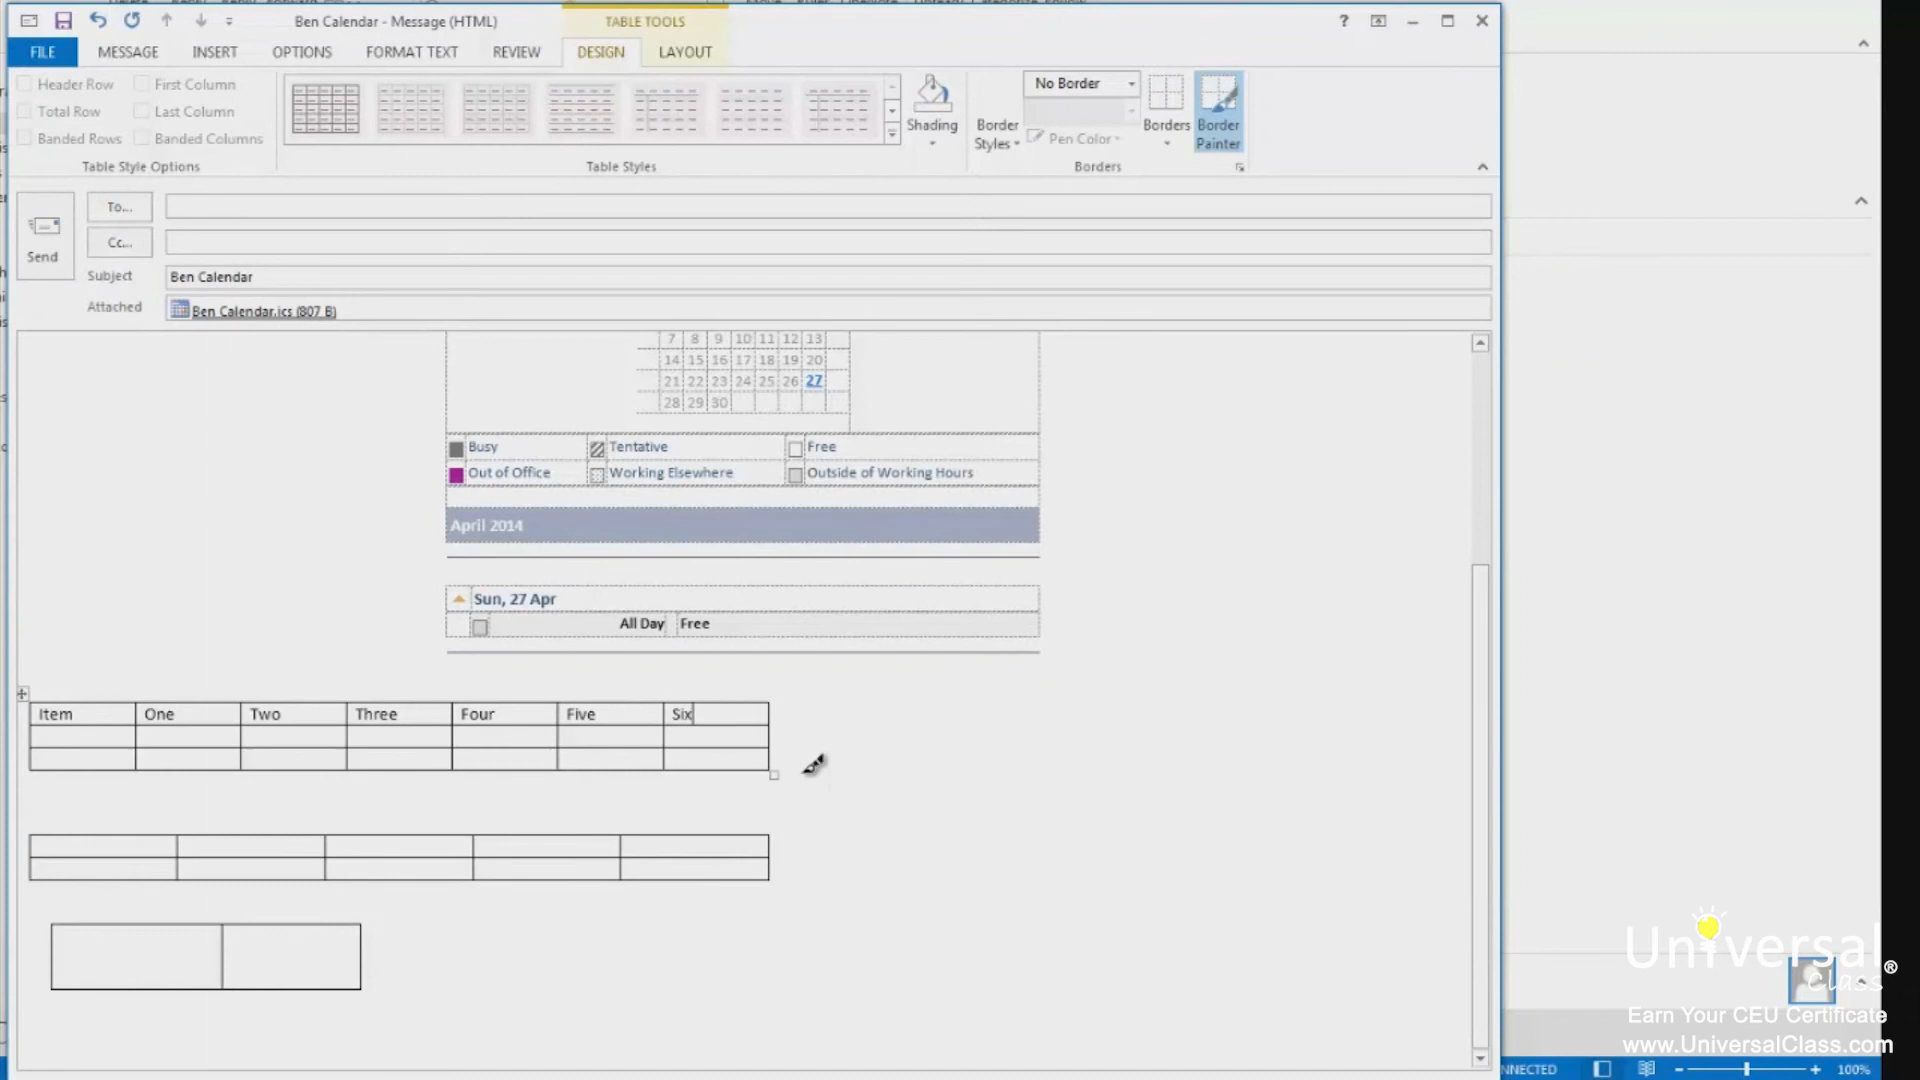 Ben Calendar - Message (HTML)
TABLE TOOLS
?
FILE
MESSAGE
INSERT
OPTIONS
FORMAT TEXT
REVIEW
DESIGN
LAYOUT
Header Row
First Column
Total Row
Last Column
Banded Rows
Banded Columns
Table Style Options
Table Styles
Shading
Border
Styles
No Border
Pen Color
Borders
Border
Painter
Borders
Send
To...
Cc...
Subject
Ben Calendar
Attached
Ben Calendar.ics (807 B)
7 8 9 10 11 12 13
14 15 16 17 18 19 20
21 22 23 24 25 26 27
28 29 30
Busy
Tentative
Free
Out of Office
Working Elsewhere
Outside of Working Hours
April 2014
Sun, 27 Apr
All Day
Free
Item One Two Three Four Five Six
Universal
Class
®
Earn Your CEU Certificate
www.UniversalClass.com
NNECTED
100%